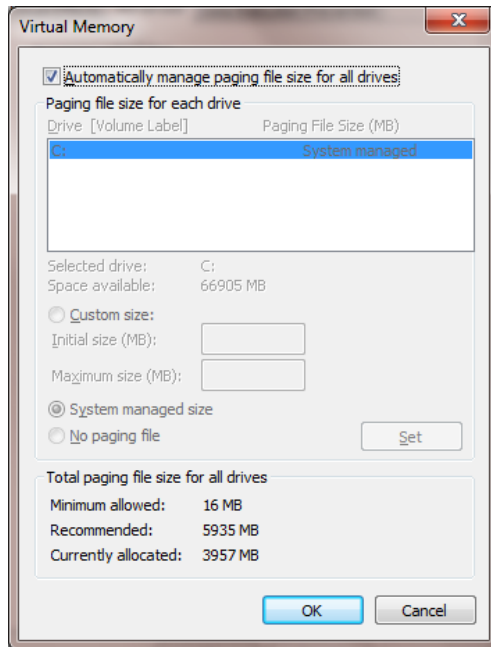 Virtual Memory
Automatically manage paging file size for all drives
Paging file size for each drive
Drive [Volume Label] Paging File Size (MB)
C: System managed
Selected drive: C:
Space available: 66905 MB
Custom size:
Initial size (MB):
Maximum size (MB):
System managed size
No paging file Set
Total paging file size for all drives
Minimum allowed: 16 MB
Recommended: 5935 MB
Currently allocated: 3957 MB
OK Cancel